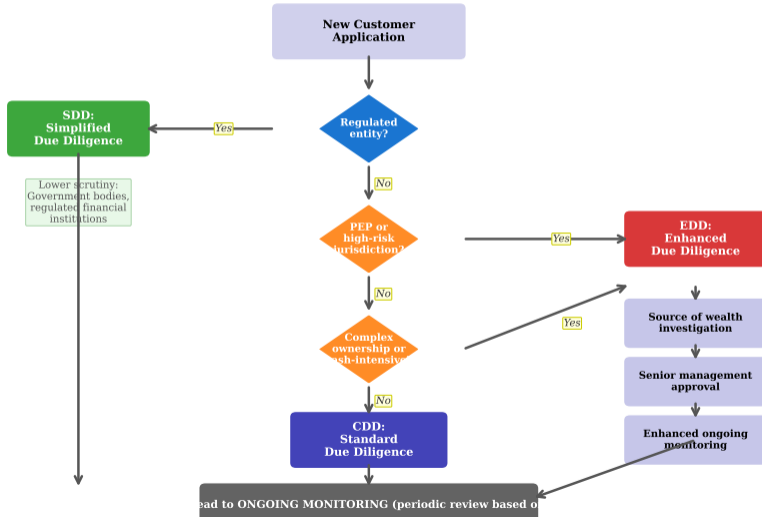 New Customer
Application
Regulated
entity?
Yes
SDD:
Simplified
Due Diligence
Lower scrutiny:
Government bodies,
regulated financial
institutions
No
PEP or
high-risk
jurisdiction?
Yes
EDD:
Enhanced
Due Diligence
No
Complex
ownership or
Yes
Source of wealth
investigation
Senior management
approval
Enhanced ongoing
monitoring
No
CDD:
Standard
Due Diligence
to ONGOING MONITORING (periodic review based